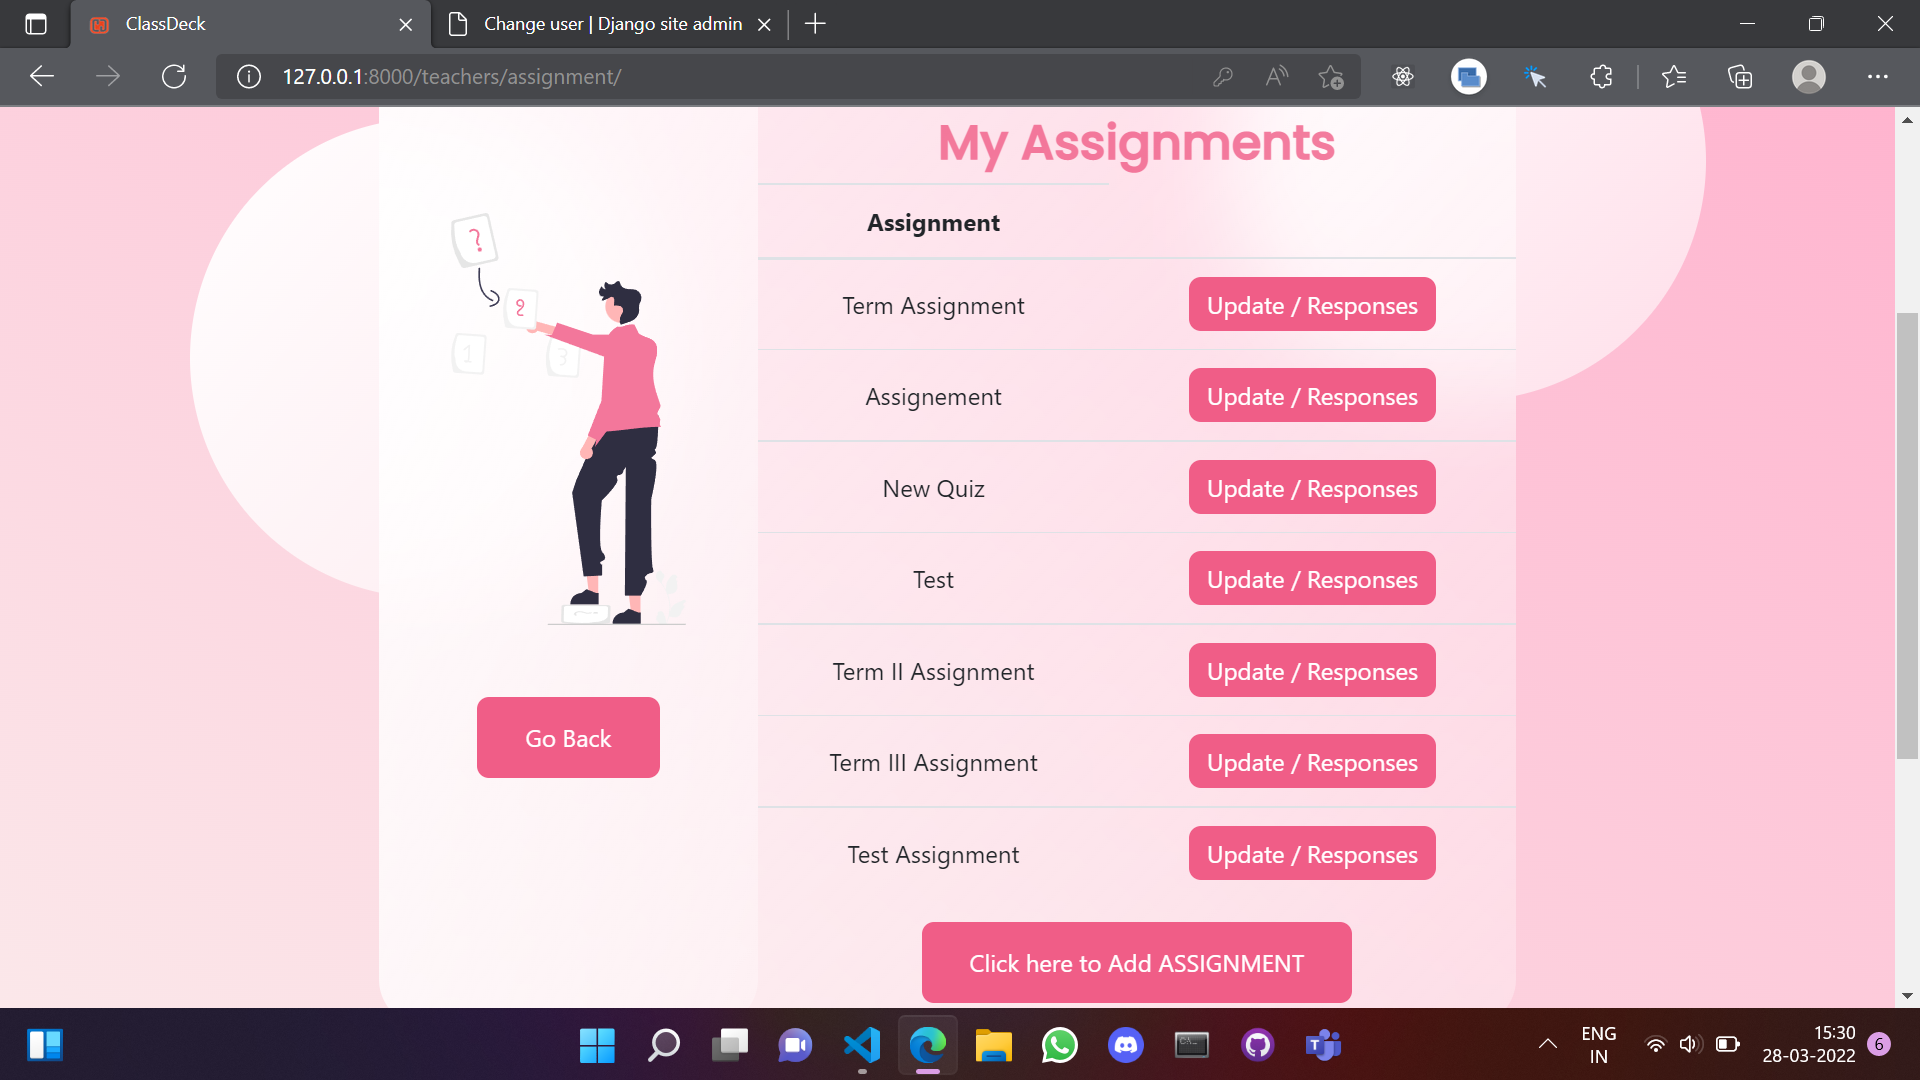 ClassDeck
Change user | Django site admin
127.0.0.1:8000/teachers/assignment/
My Assignments
Assignment
?
2
1
3
Term Assignment Update / Responses
Assignement Update / Responses
New Quiz Update / Responses
Test Update / Responses
Term II Assignment Update / Responses
Term III Assignment Update / Responses
Test Assignment Update / Responses
Go Back
Click here to Add ASSIGNMENT
ENG
IN
15:30
28-03-2022
6